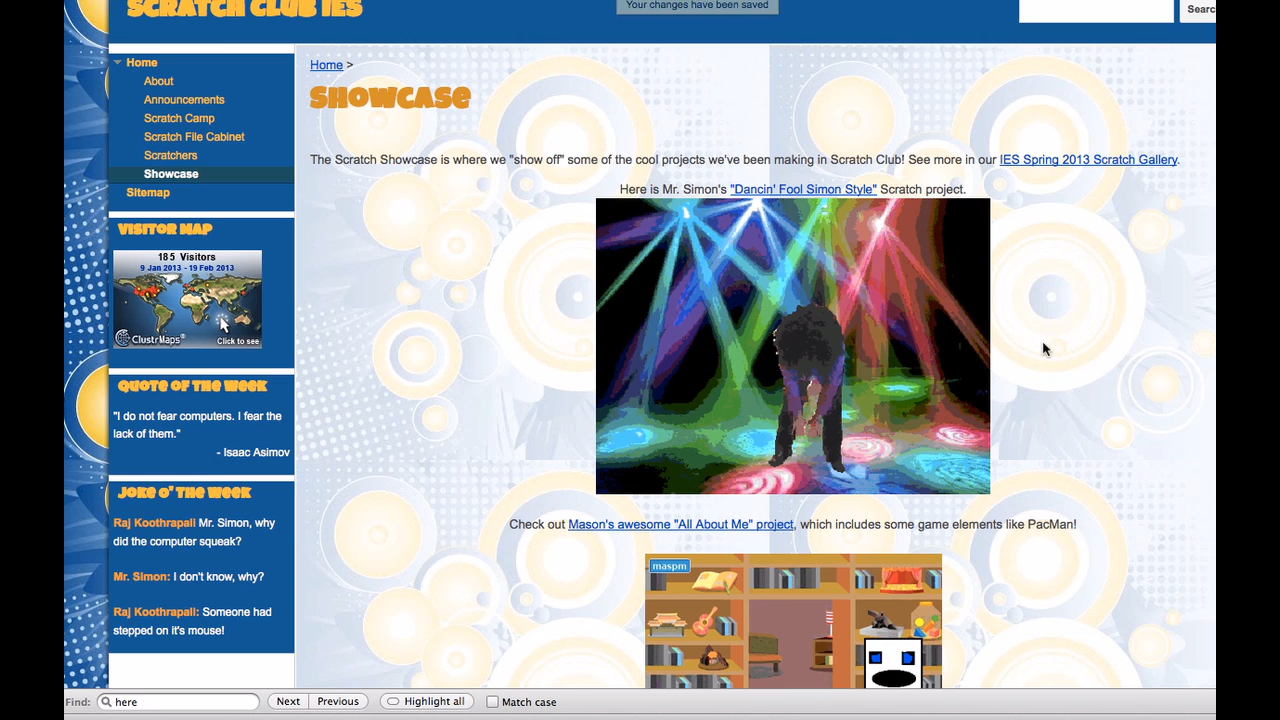 SCRATCH CLUB IES
Your changes have been saved
Searc
Home
About
Announcements
Scratch Camp
Scratch File Cabinet
Scratchers
Showcase
Sitemap
VISITOR MAP
185 Visitors
9 Jan 2013 - 19 Feb 2013
ClustrMaps®
Click to see
QUOTE OF THE WEEK
"I do not fear computers. I fear the
lack of them."
- Isaac Asimov
JOKE O' THE WEEK
Raj Koothrapall Mr. Simon, why
did the computer squeak?
Mr. Simon: I don't know, why?
Raj Koothrapall: Someone had
stepped on it's mouse!
Home >
SHOWCASE
The Scratch Showcase is where we "show off" some of the cool projects we've been making in Scratch Club! See more in our IES Spring 2013 Scratch Gallery.
Here is Mr. Simon's "Dancin' Fool Simon Style" Scratch project.
Check out Mason's awesome "All About Me" project, which includes some game elements like PacMan!
maspm
Find: here Next Previous Highlight all Match case